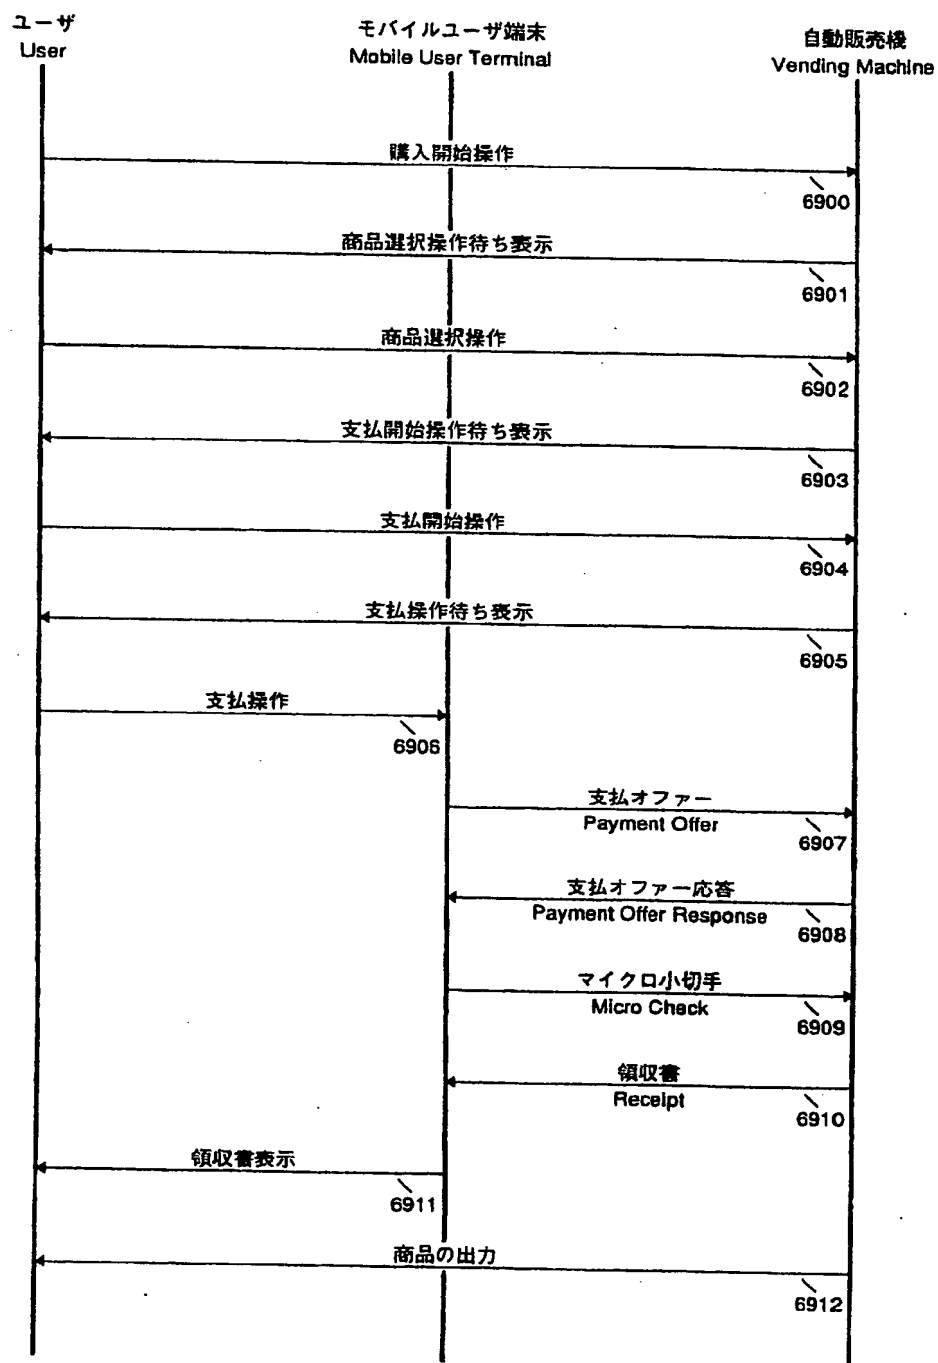 ユーザ
User
モバイルユーザ端末
Mobile User Terminal
自動販売機
Vending Machine
購入開始操作
6900
商品選択操作待ち表示
6901
商品選択操作
6902
支払開始操作待ち表示
6903
支払開始操作
6904
支払操作待ち表示
6905
支払操作
6906
支払オファー
Payment Offer
6907
支払オファー応答
Payment Offer Response
6908
マイクロ小切手
Micro Check
6909
領収書
Receipt
6910
領収書表示
6911
商品の出力
6912